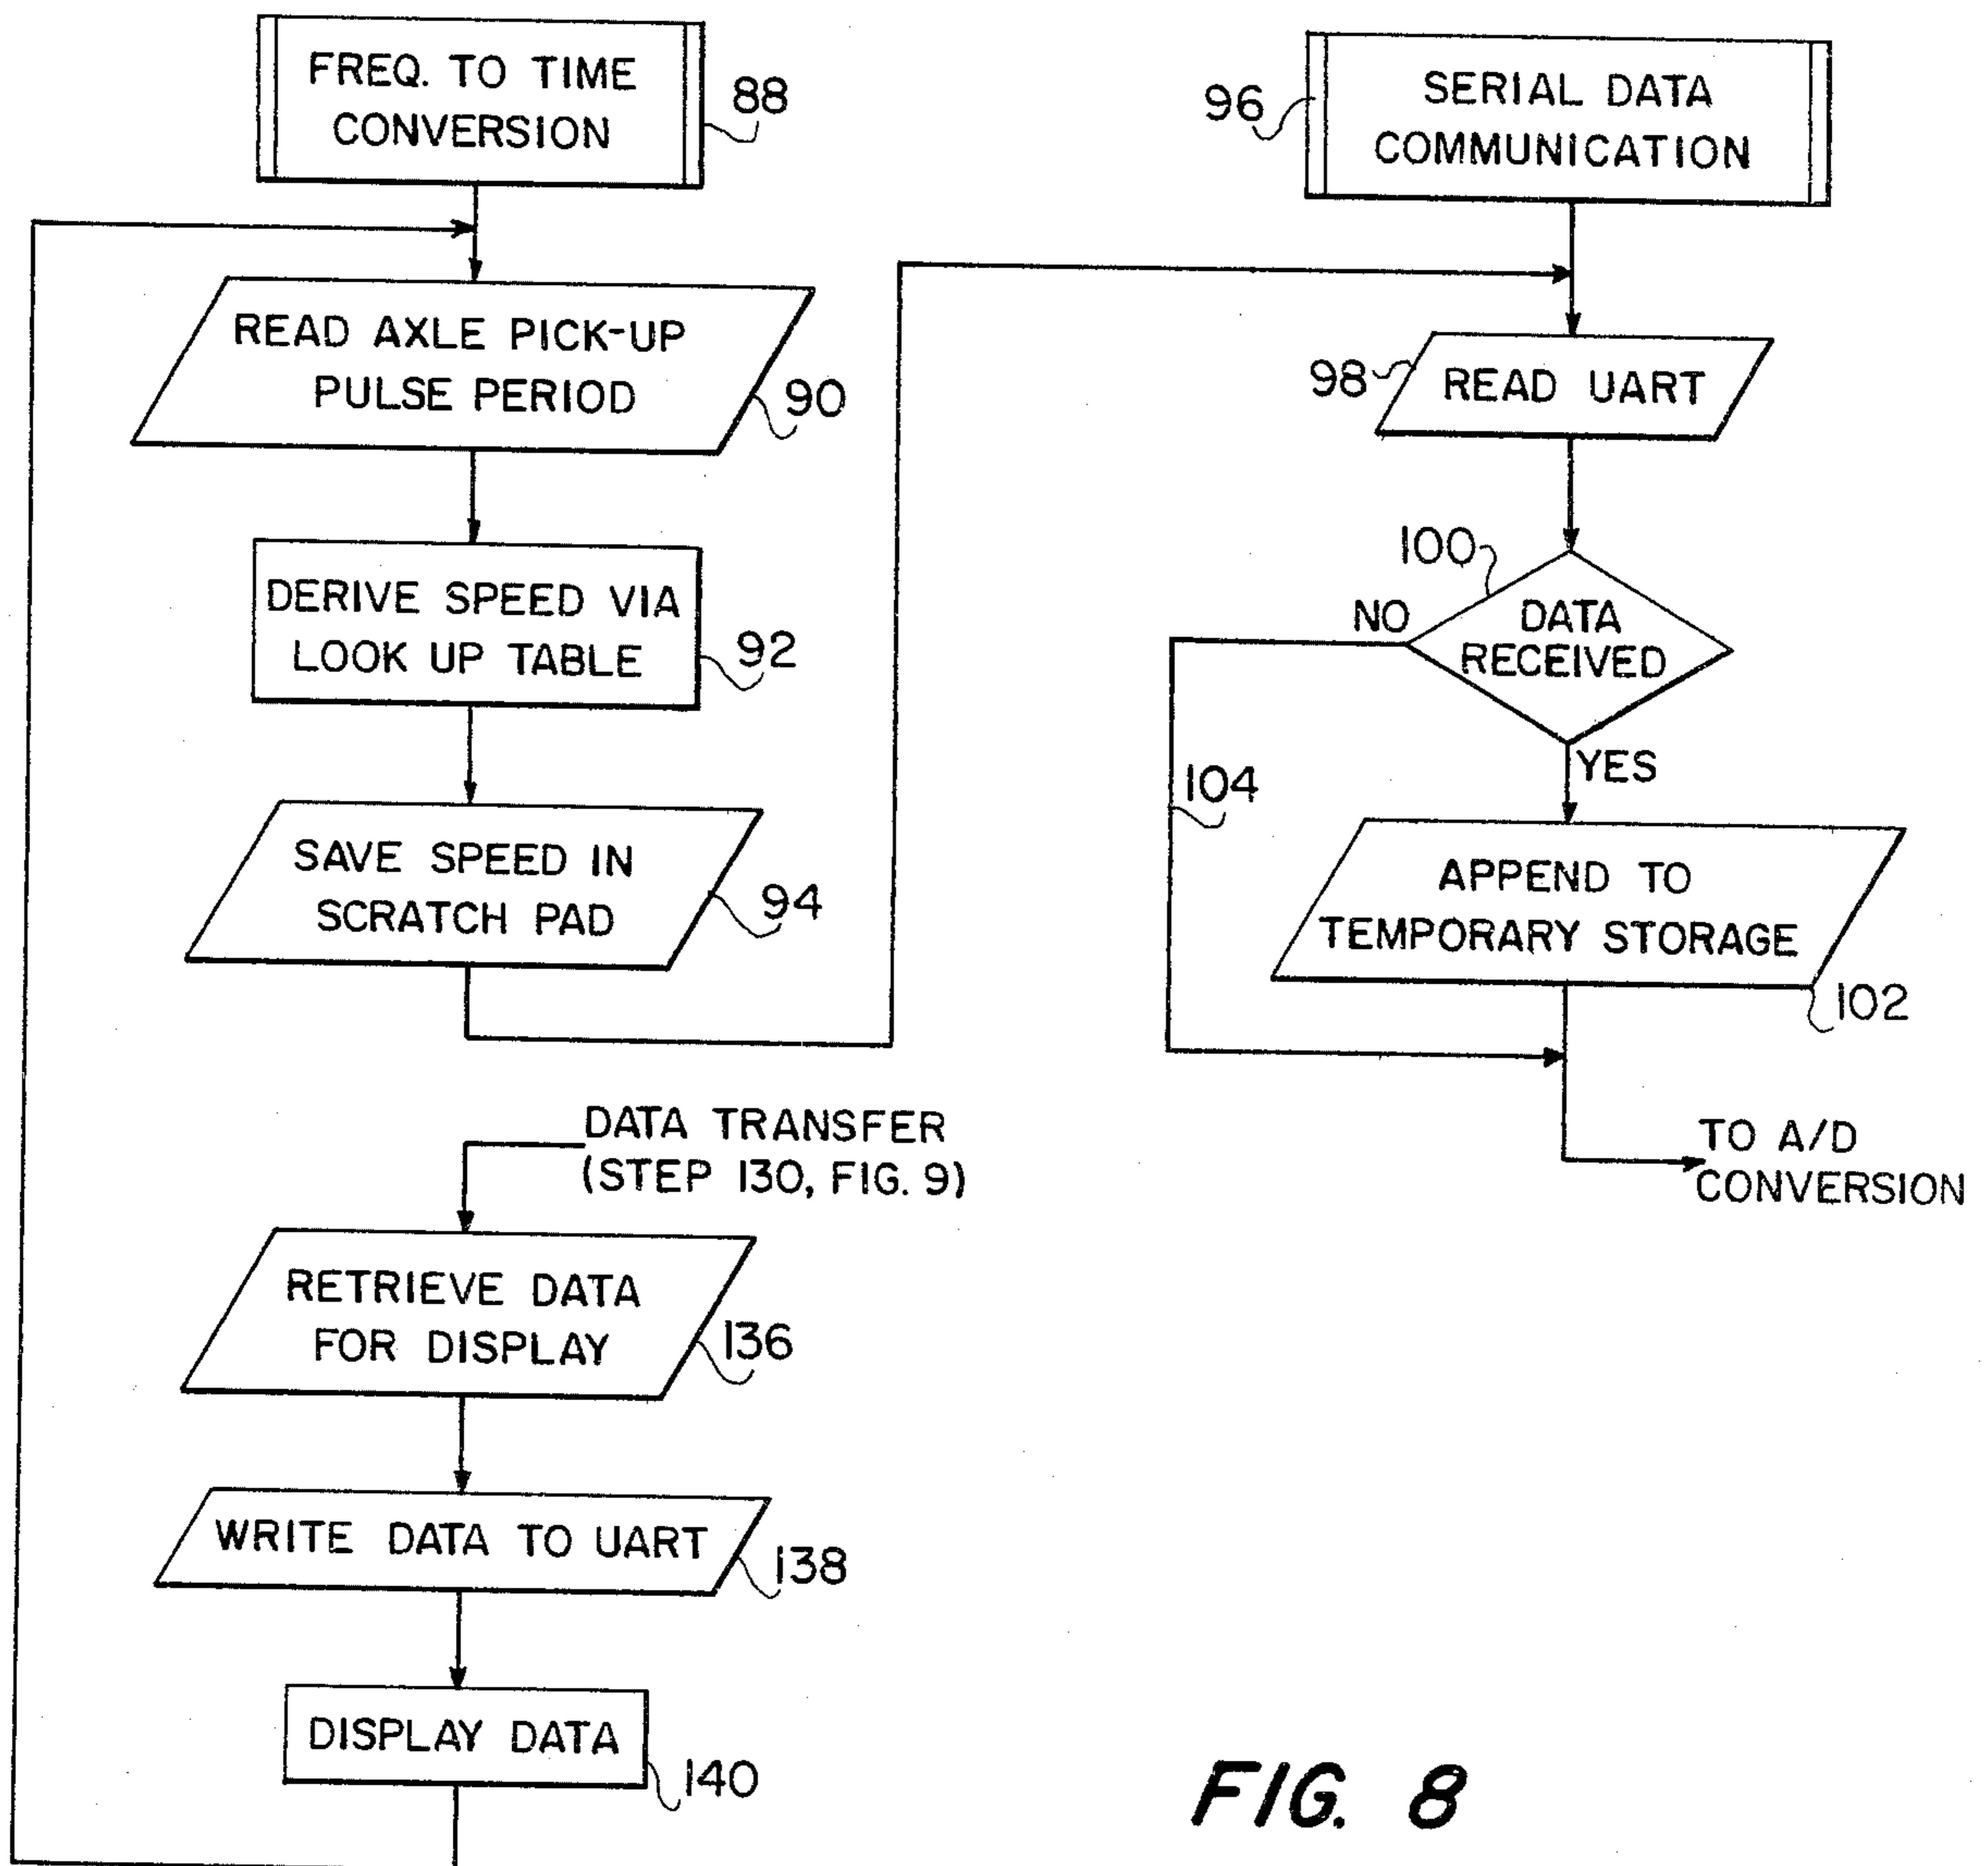 FREQ. TO TIME
CONVERSION
88
READ AXLE PICK-UP
PULSE PERIOD
90
DERIVE SPEED VIA
LOOK UP TABLE
92
SAVE SPEED IN
SCRATCH PAD
94
DATA TRANSFER
(STEP 130, FIG. 9)
RETRIEVE DATA
FOR DISPLAY
136
WRITE DATA TO UART
138
DISPLAY DATA
140
96
SERIAL DATA
COMMUNICATION
98
READ UART
100
NO
DATA
RECEIVED
YES
104
APPEND TO
TEMPORARY STORAGE
102
TO A/D
CONVERSION
FIG. 8